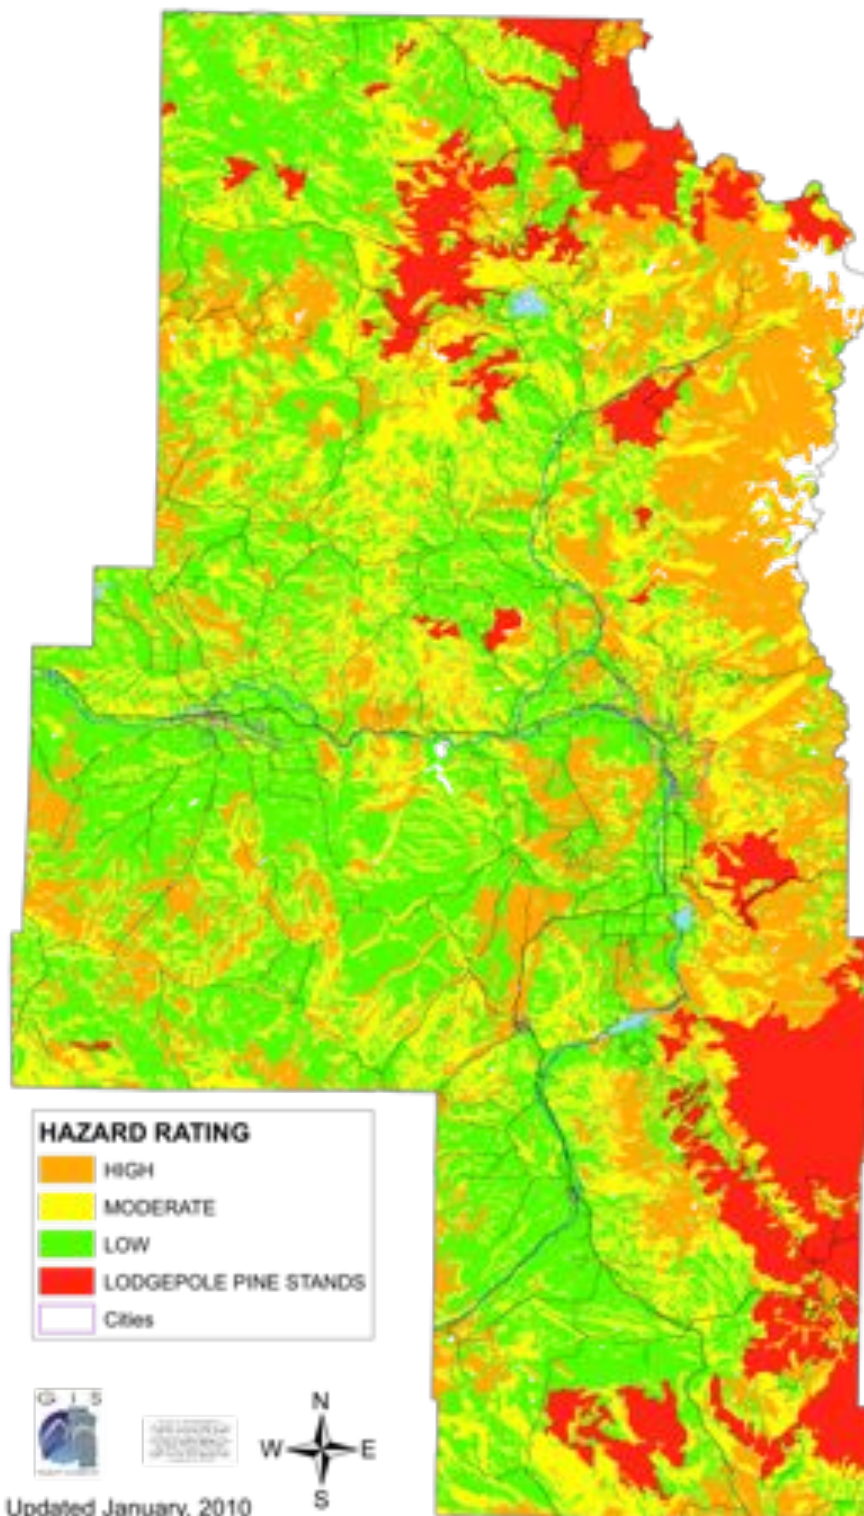 HAZARD RATING
HIGH
MODERATE
LOW
LODGEPOLE PINE STANDS
Cities
G I S
N
W E
S
Updated January, 2010